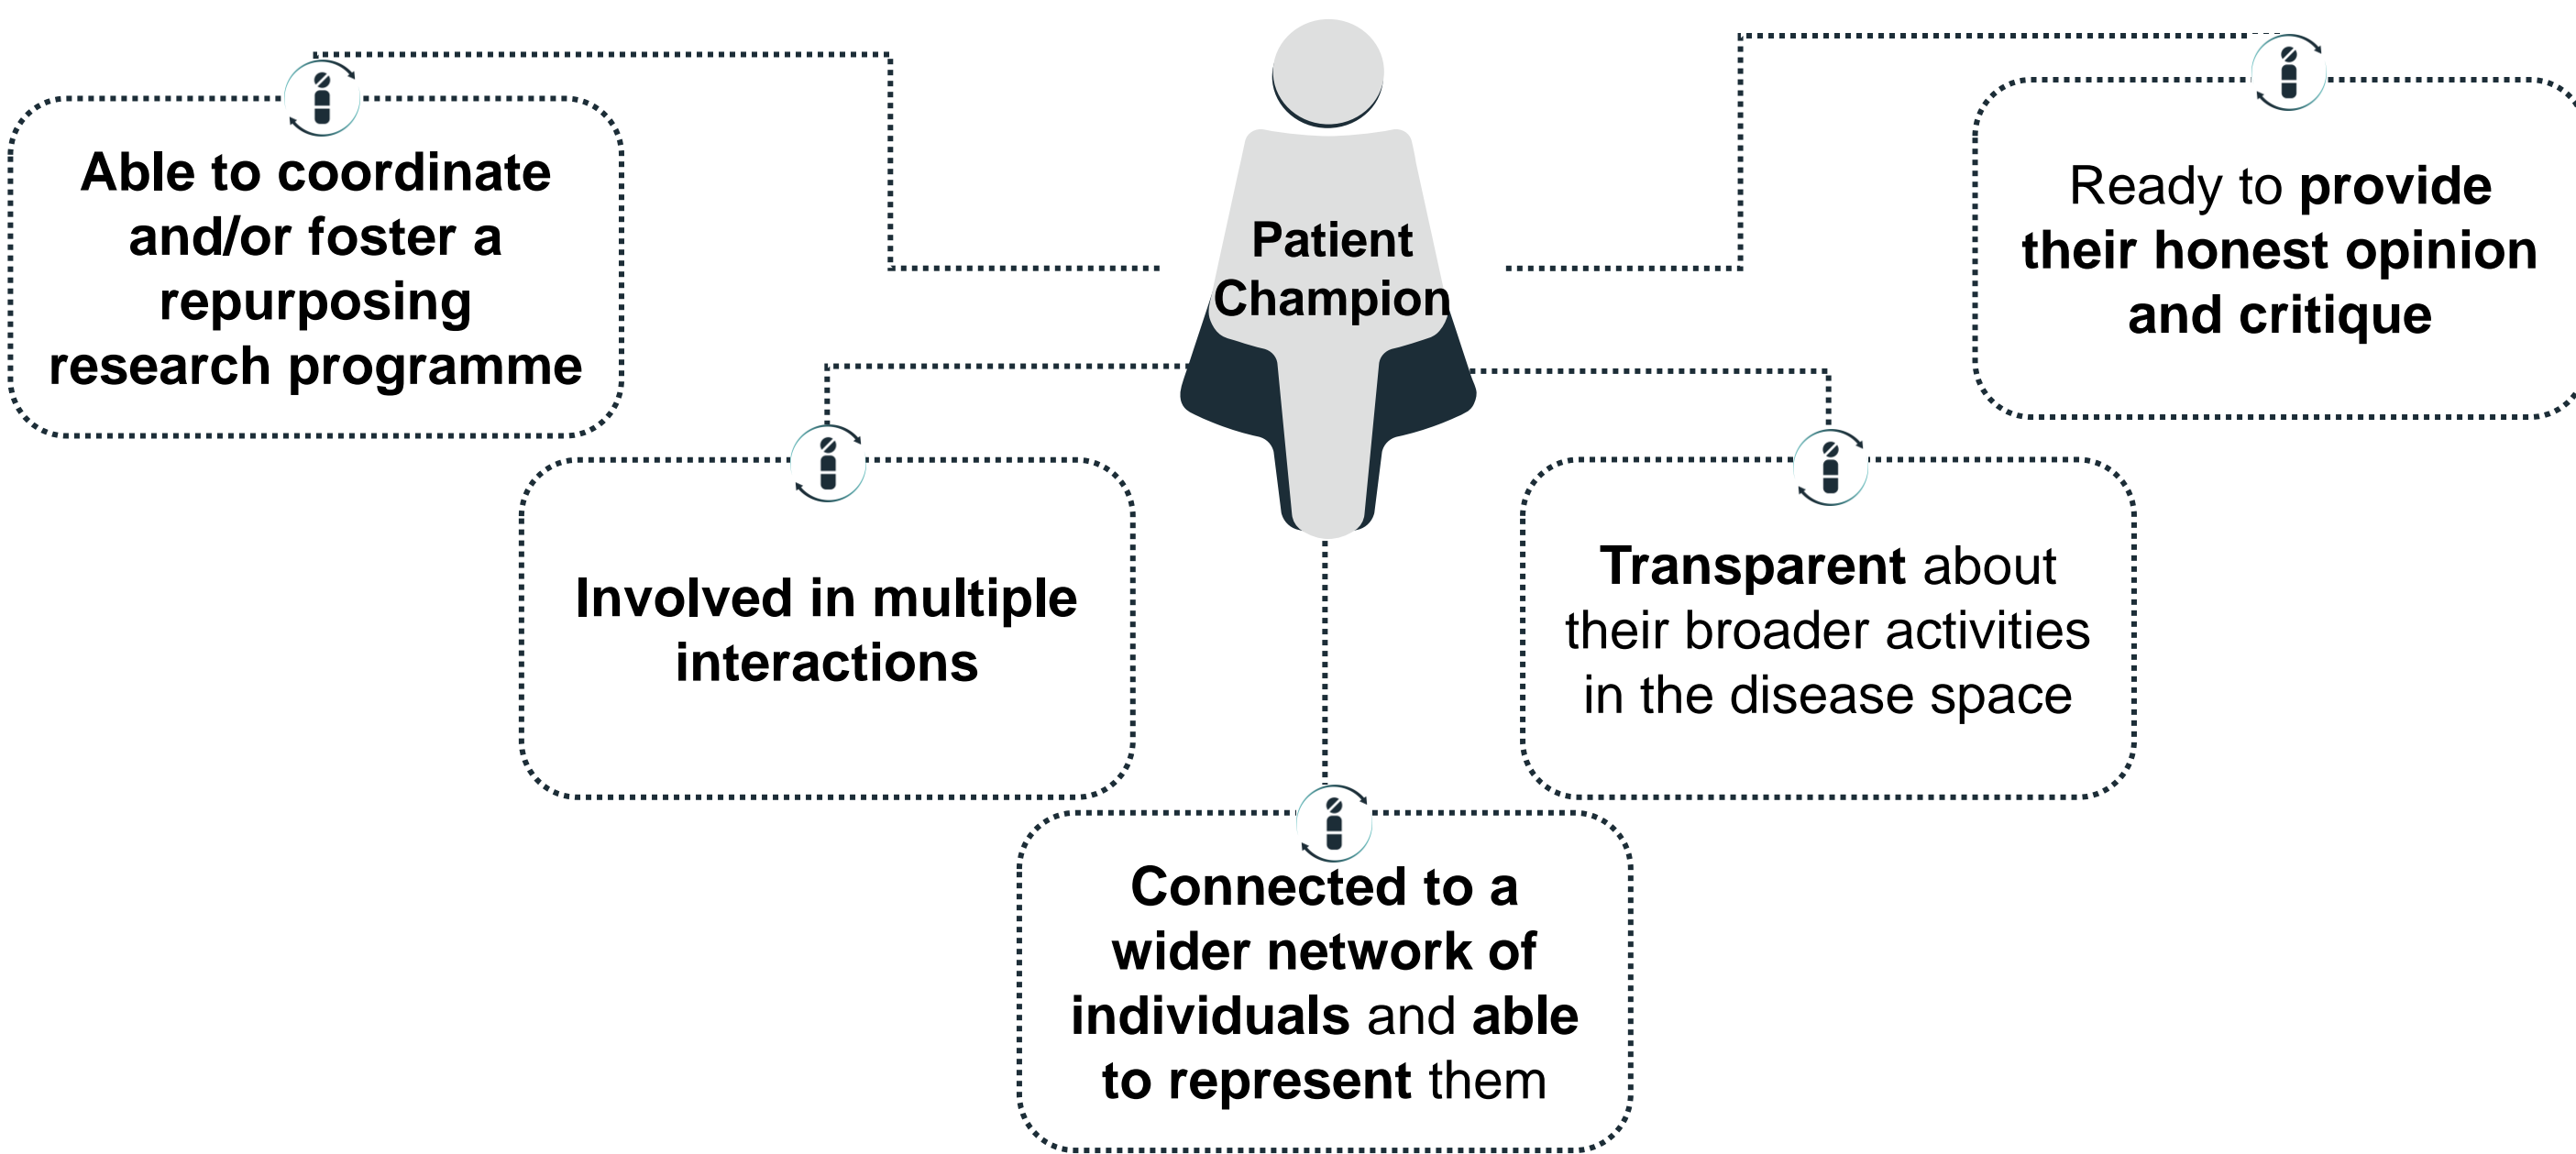 Patient
Champion
Able to coordinate
and/or foster a
repurposing
research programme
Ready to provide
their honest opinion
and critique
Involved in multiple
interactions
Transparent about
their broader activities
in the disease space
Connected to a
wider network of
individuals and able
to represent them